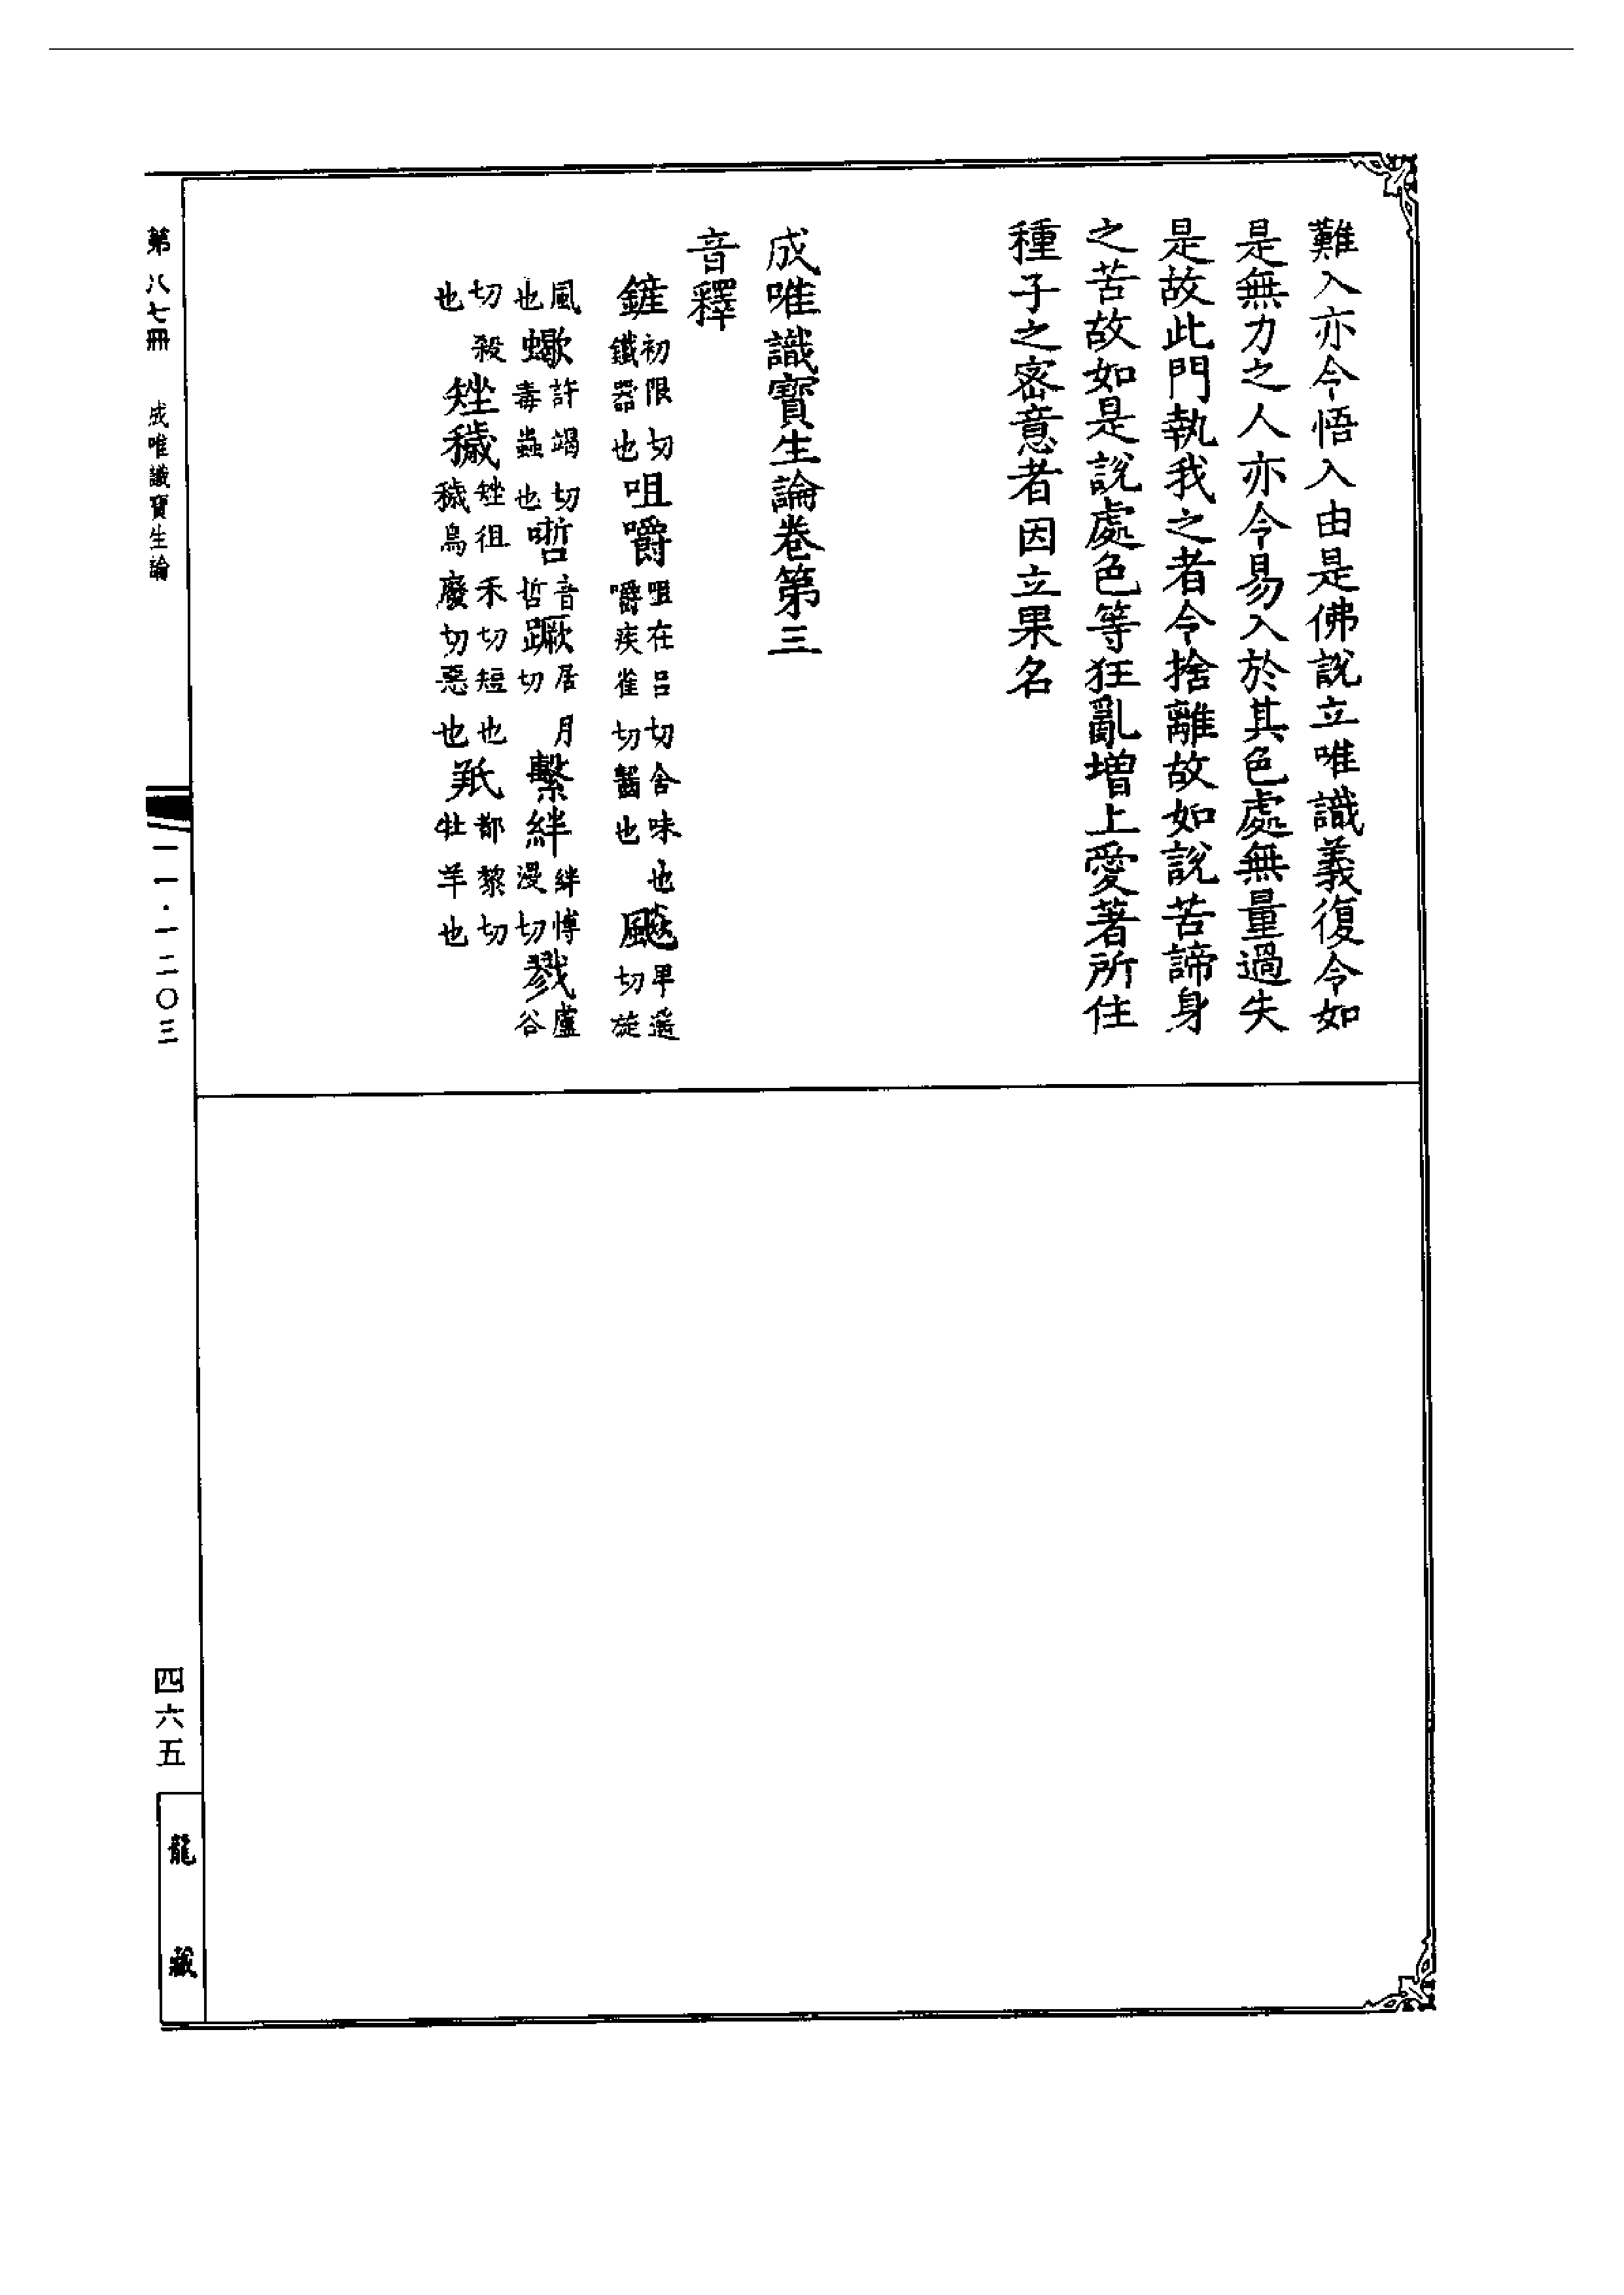 難入亦令悟入由是佛說立唯識義復令如
是無力之人亦令易入於其色處無量過失
是故此門執我之者令捨離故如說苦諦身
之苦故如是說處色等狂亂增上愛著所住
種子之密意者因立果名
成唯識寶生論卷第三
音釋
鏟初限切鐵器也咀嚼咀在呂切含味也嚼疾雀切齧也飈早遙切旋
風也蠍許竭切毒蟲也哲音哲蹶居月切繫絆絆博漫切戮盧谷
切殺也矬穢矬徂禾切短也穢烏廢切惡也羝都黎切牡羊也
第八七冊 成唯識寶生論
一一·一二〇三
四六五
龍藏